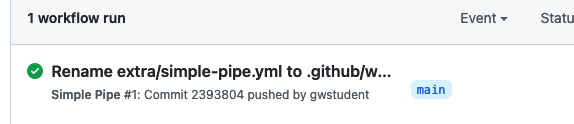 1 workflow run
Event
Statu
Rename extra/simple-pipe.yml to .github/w...
Simple Pipe #1: Commit 2393804 pushed by gwstudent
main